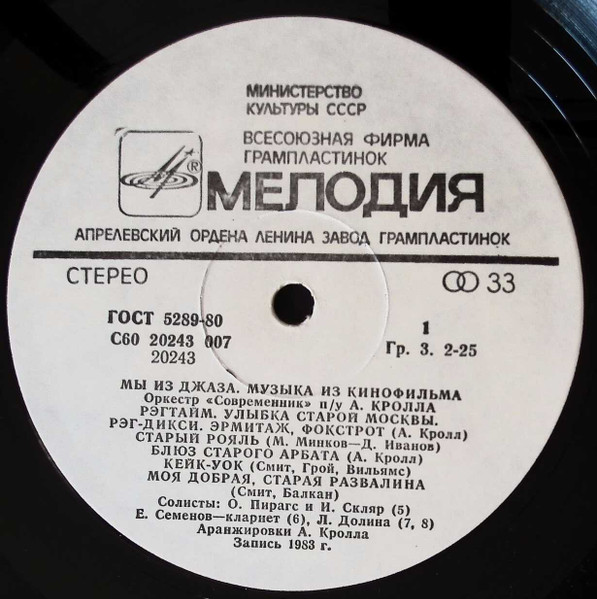 МИНИСТЕРСТВО
КУЛЬТУРЫ СССР
ВСЕСОЮЗНАЯ ФИРМА
ГРАМПЛАСТИНОК
®
МЕЛОДИЯ
АПРЕЛЕВСКИЙ ОРДЕНА ЛЕНИНА ЗАВОД ГРАМПЛАСТИНОК
СТЕРЕО
33
ГОСТ 5289-80
С60 20243 007
20243
1
Гр. 3. 2-25
МЫ ИЗ ДЖАЗА. МУЗЫКА ИЗ КИНОФИЛЬМА
Оркестр «Современник» п/у А. КРОЛЛА
РЭГТАЙМ. УЛЫБКА СТАРОЙ МОСКВЫ.
РЭГ-ДИКСИ. ЭРМИТАЖ, ФОКСТРОТ (А. Кролл)
СТАРЫЙ РОЯЛЬ (М. Минков—Д. Иванов)
БЛЮЗ СТАРОГО АРБАТА (А. Кролл)
КЕЙК-УОК (Смит, Грой, Вильямс)
МОЯ ДОБРАЯ, СТАРАЯ РАЗВАЛИНА
(Смит, Балкан)
Солисты: О. Пирагс и И. Скляр (5)
Е. Семенов—кларнет (6), Л. Долина (7, 8)
Аранжировки А. Кролла
Запись 1983 г.